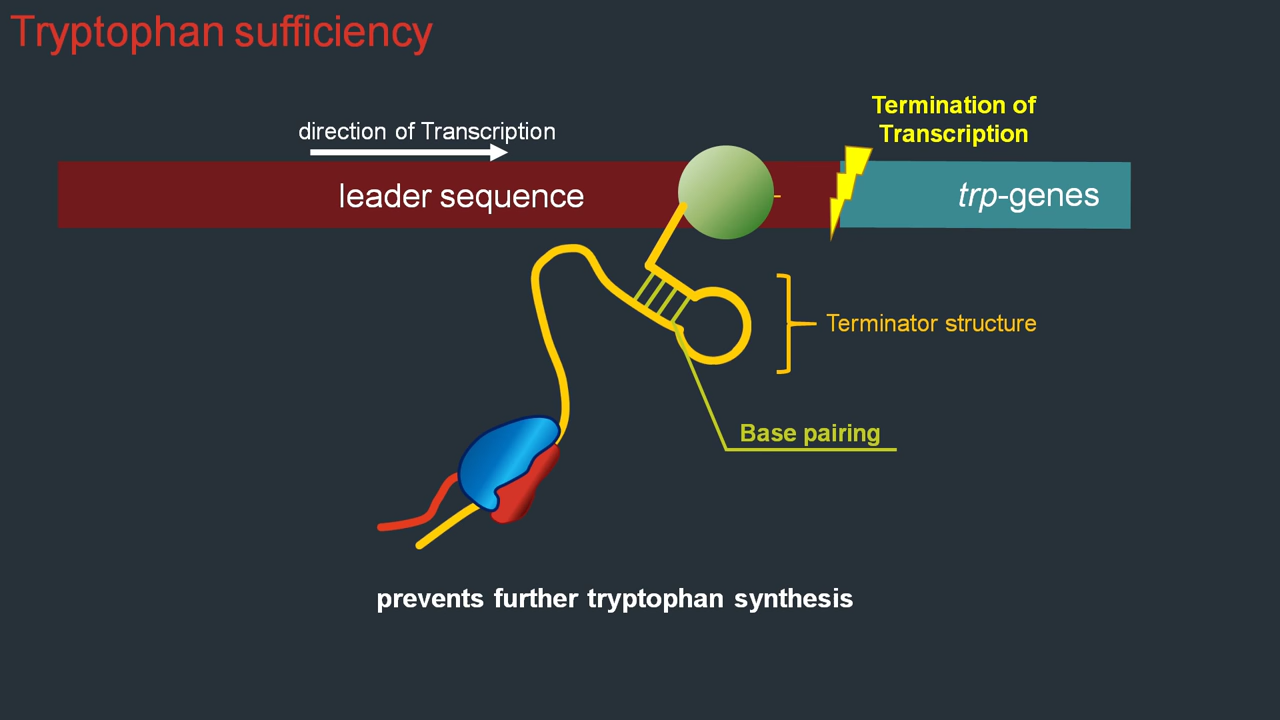 Tryptophan sufficiency
Termination of
Transcription
direction of Transcription
leader sequence
trp-genes
Terminator structure
Base pairing
prevents further tryptophan synthesis